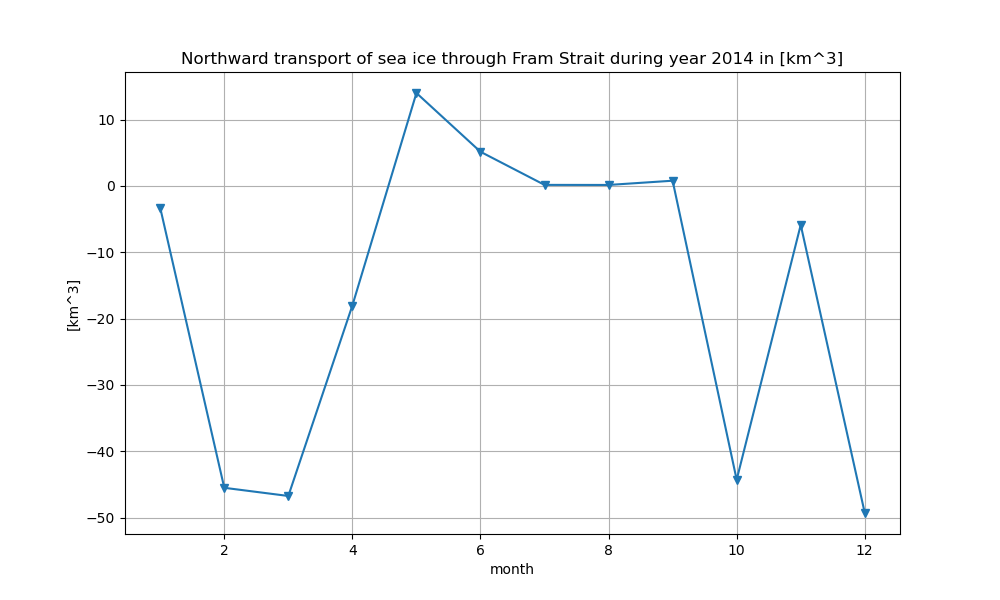 Northward transport of sea ice through Fram Strait during year 2014 in [km^3]
10
0
−10
−20
−30
−40
−50
[km^3]
2 4 6 8 10 12
month